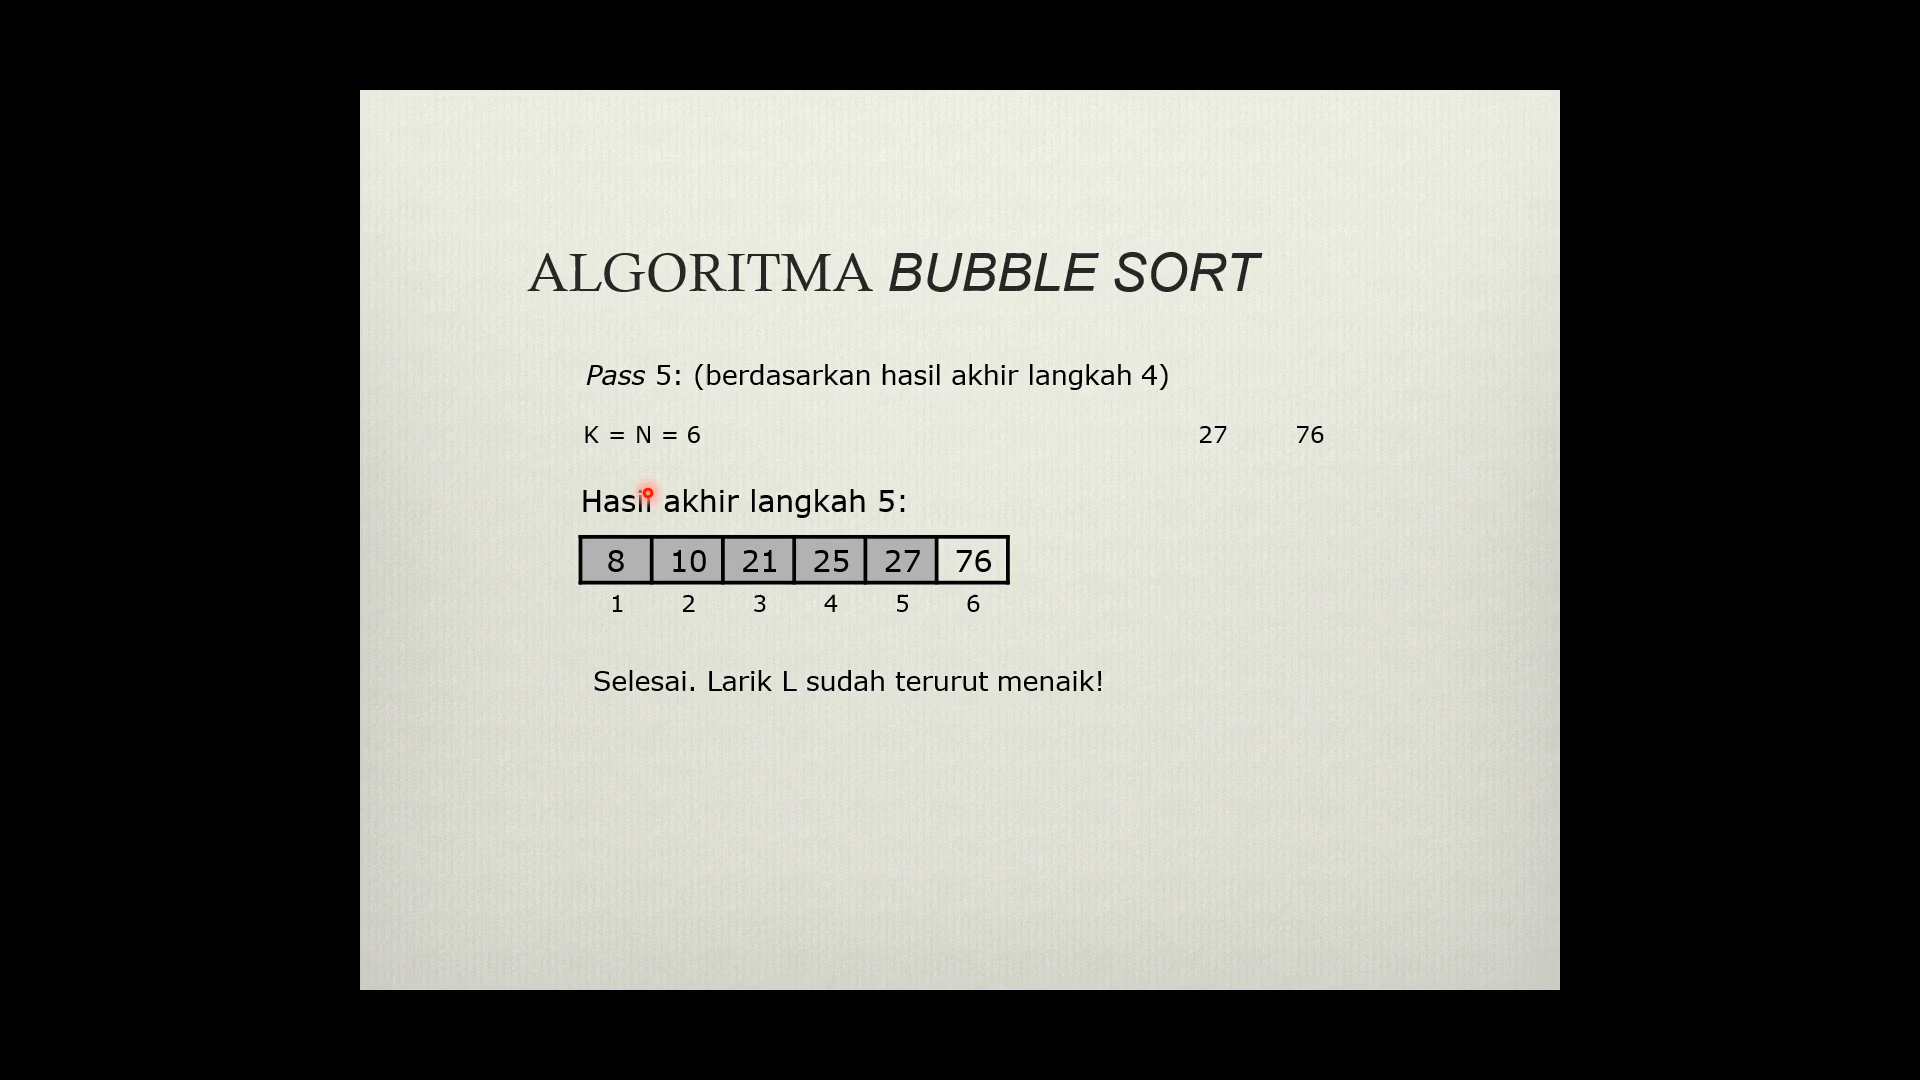 ALGORITMA BUBBLE SORT
Pass 5: (berdasarkan hasil akhir langkah 4)
K = N = 6 27 76
Hasil akhir langkah 5:
8 10 21 25 27 76
1 2 3 4 5 6
Selesai. Larik L sudah terurut menaik!